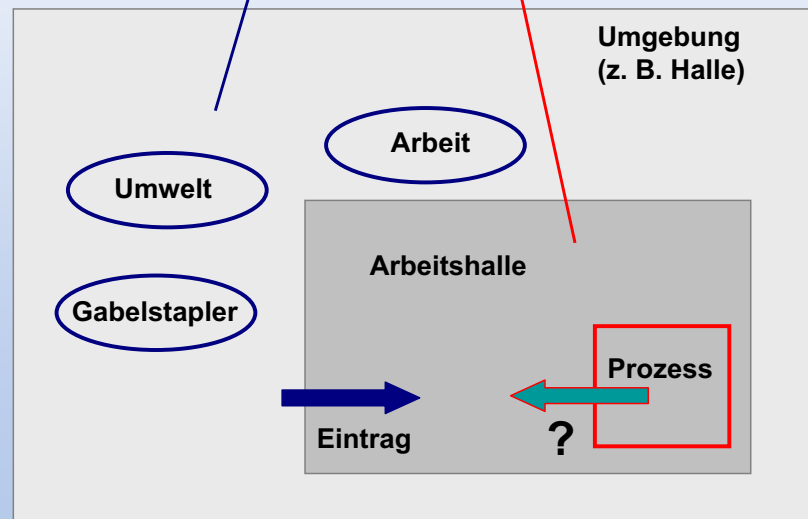 Umgebung
(z. B. Halle)
Arbeit
Umwelt
Arbeitshalle
Gabelstapler
Prozess
Eintrag
?